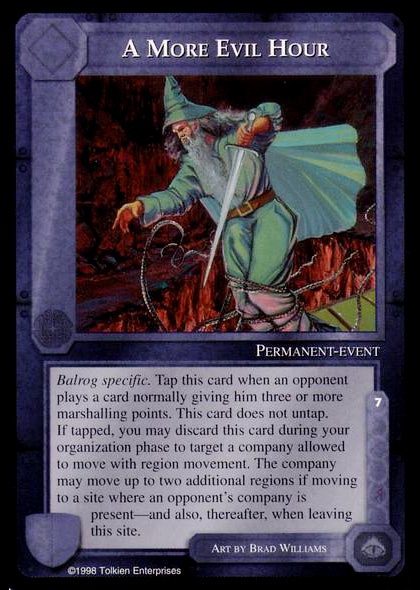 A More Evil Hour
Permanent-event
Balrog specific. Tap this card when an opponent
plays a card normally giving him three or more
marshalling points. This card does not untap.
If tapped, you may discard this card during your
organization phase to target a company allowed
to move with region movement. The company
may move up to two additional regions if moving
to a site where an opponent's company is
present—and also, thereafter, when leaving
this site.
7
Art by Brad Williams
©1998 Tolkien Enterprises